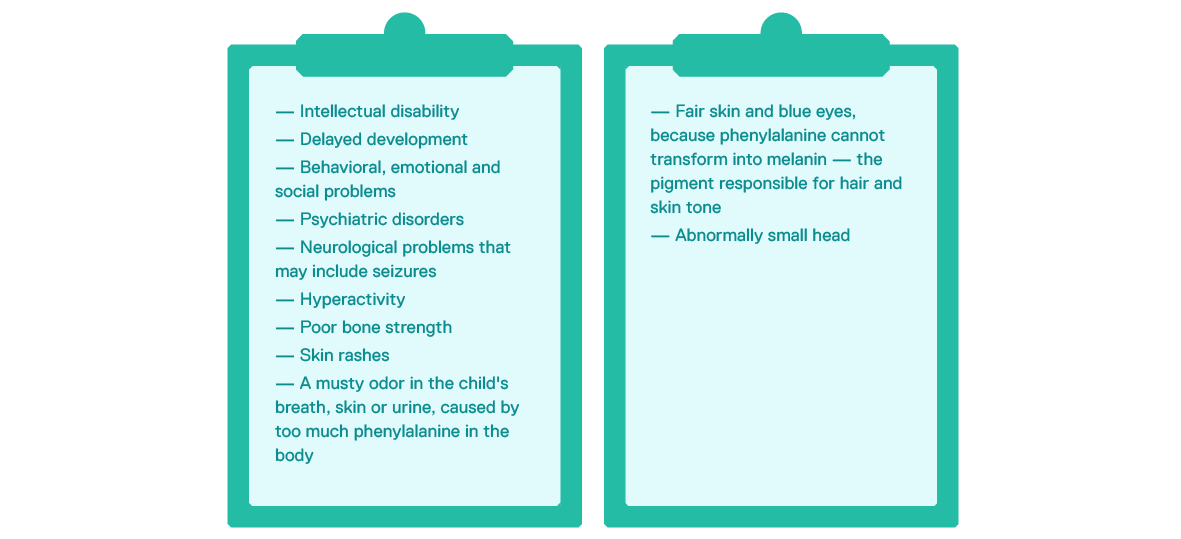 — Intellectual disability
— Delayed development
— Behavioral, emotional and
social problems
— Psychiatric disorders
— Neurological problems that
may include seizures
— Hyperactivity
— Poor bone strength
— Skin rashes
— A musty odor in the child's
breath, skin or urine, caused by
too much phenylalanine in the
body
— Fair skin and blue eyes,
because phenylalanine cannot
transform into melanin — the
pigment responsible for hair and
skin tone
— Abnormally small head